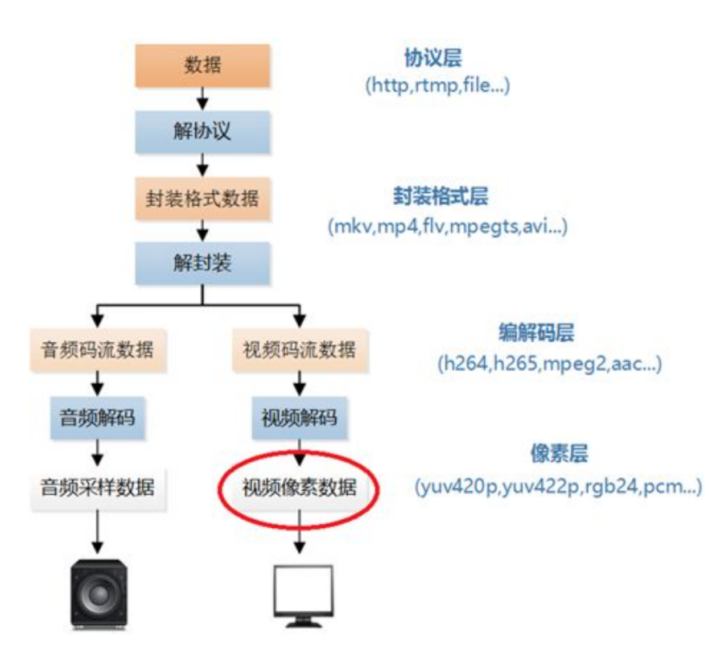 数据
协议层
(http,rtmp,file...)
解协议
封装格式数据
封装格式层
(mkv,mp4,flv,mpegts,avi...)
解封装
音频码流数据
视频码流数据
编解码层
(h264,h265,mpeg2,aac...)
音频解码
视频解码
像素层
(yuv420p,yuv422p,rgb24,pcm...)
音频采样数据
视频像素数据